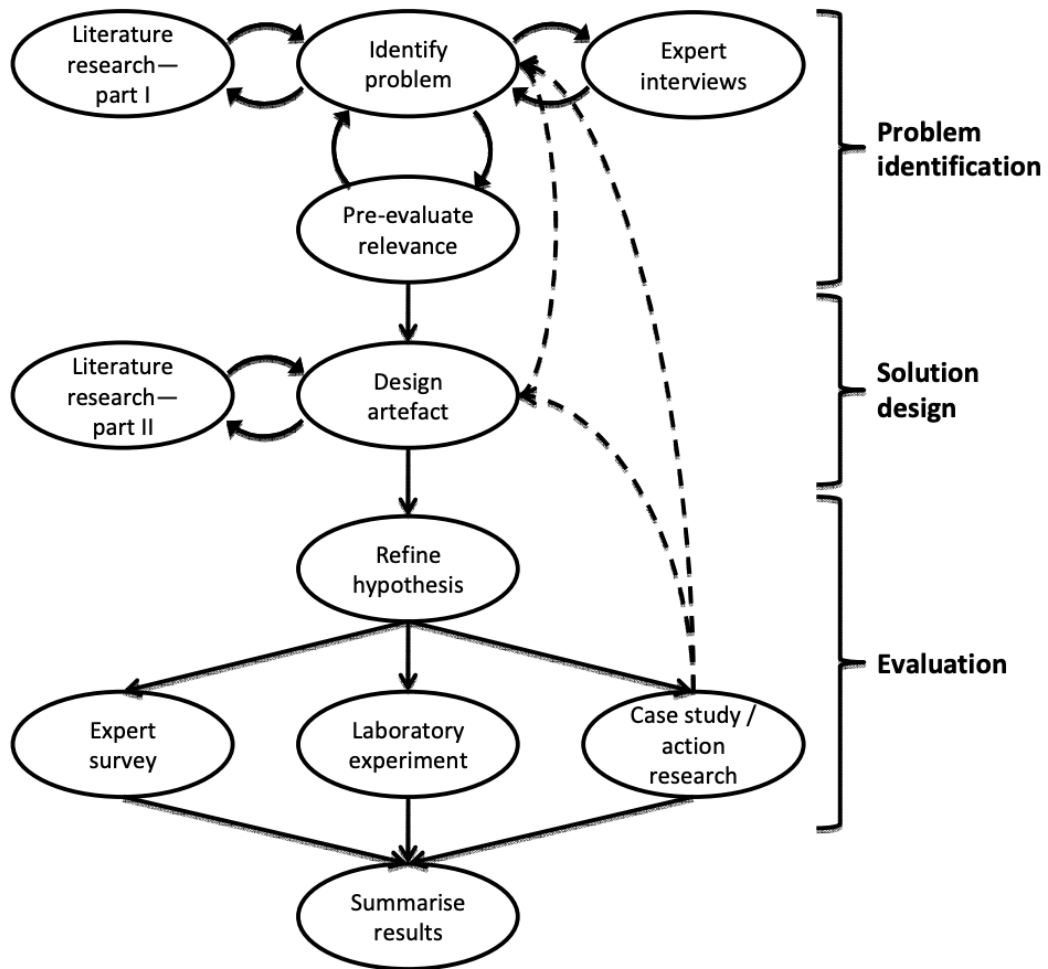 Literature
research—
part I
Identify
problem
Expert
interviews
Problem
identification
Pre-evaluate
relevance
Literature
research—
part II
Design
artefact
Solution
design
Refine
hypothesis
Evaluation
Expert
survey
Laboratory
experiment
Case study /
action
research
Summarise
results